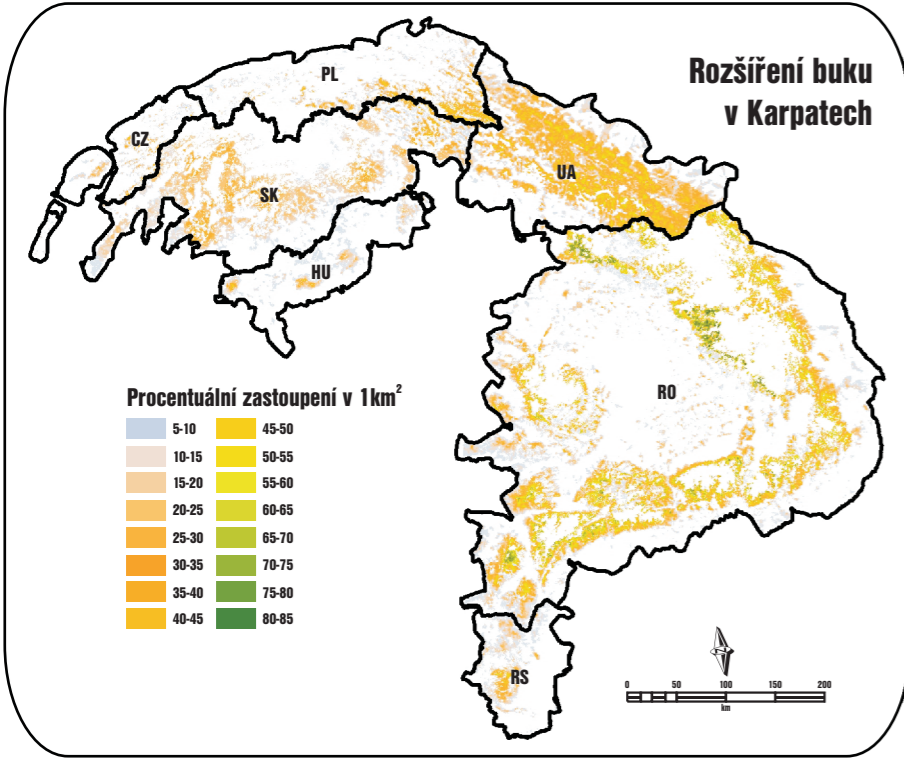 Rozšíření buku
v Karpatech
PL
CZ
SK
UA
HU
RO
RS
Procentuální zastoupení v 1km²
5-10
10-15
15-20
20-25
25-30
30-35
35-40
40-45
45-50
50-55
55-60
60-65
65-70
70-75
75-80
80-85
0 50 100 150 200
km